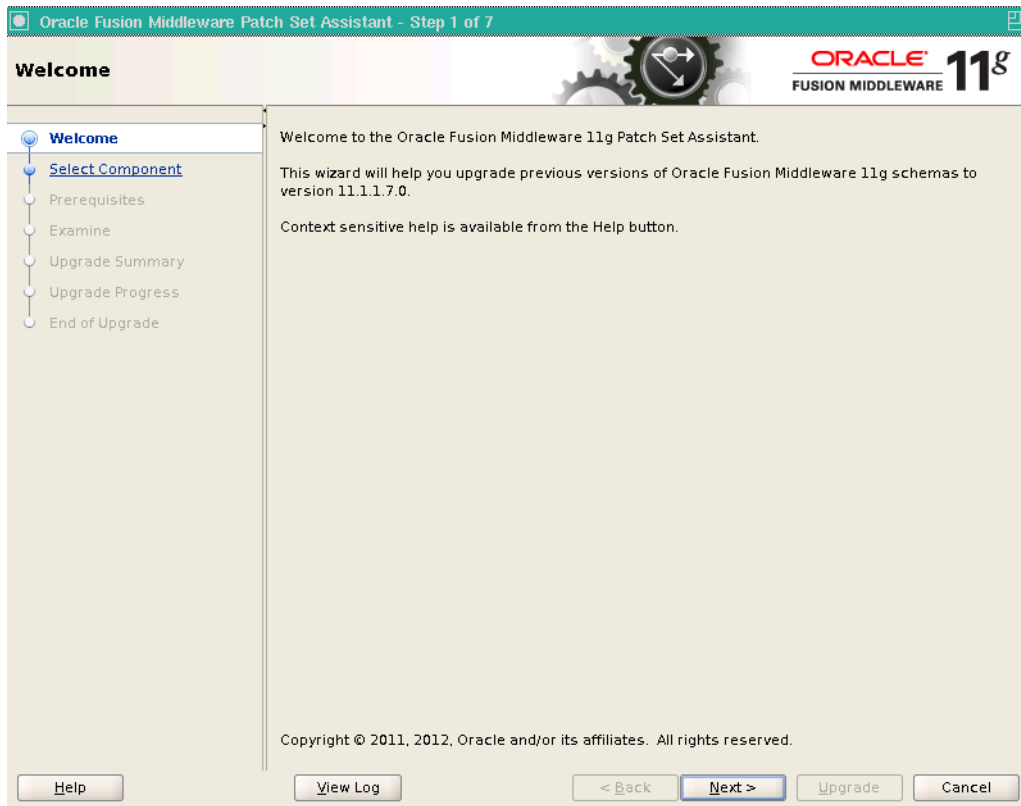 Oracle Fusion Middleware Patch Set Assistant - Step 1 of 7
Welcome
ORACLE
FUSION MIDDLEWARE
11g
Welcome
Select Component
Prerequisites
Examine
Upgrade Summary
Upgrade Progress
End of Upgrade
Welcome to the Oracle Fusion Middleware 11g Patch Set Assistant.
This wizard will help you upgrade previous versions of Oracle Fusion Middleware 11g schemas to
version 11.1.1.7.0.
Context sensitive help is available from the Help button.
Copyright © 2011, 2012, Oracle and/or its affiliates. All rights reserved.
Help
View Log
< Back
Next >
Upgrade
Cancel